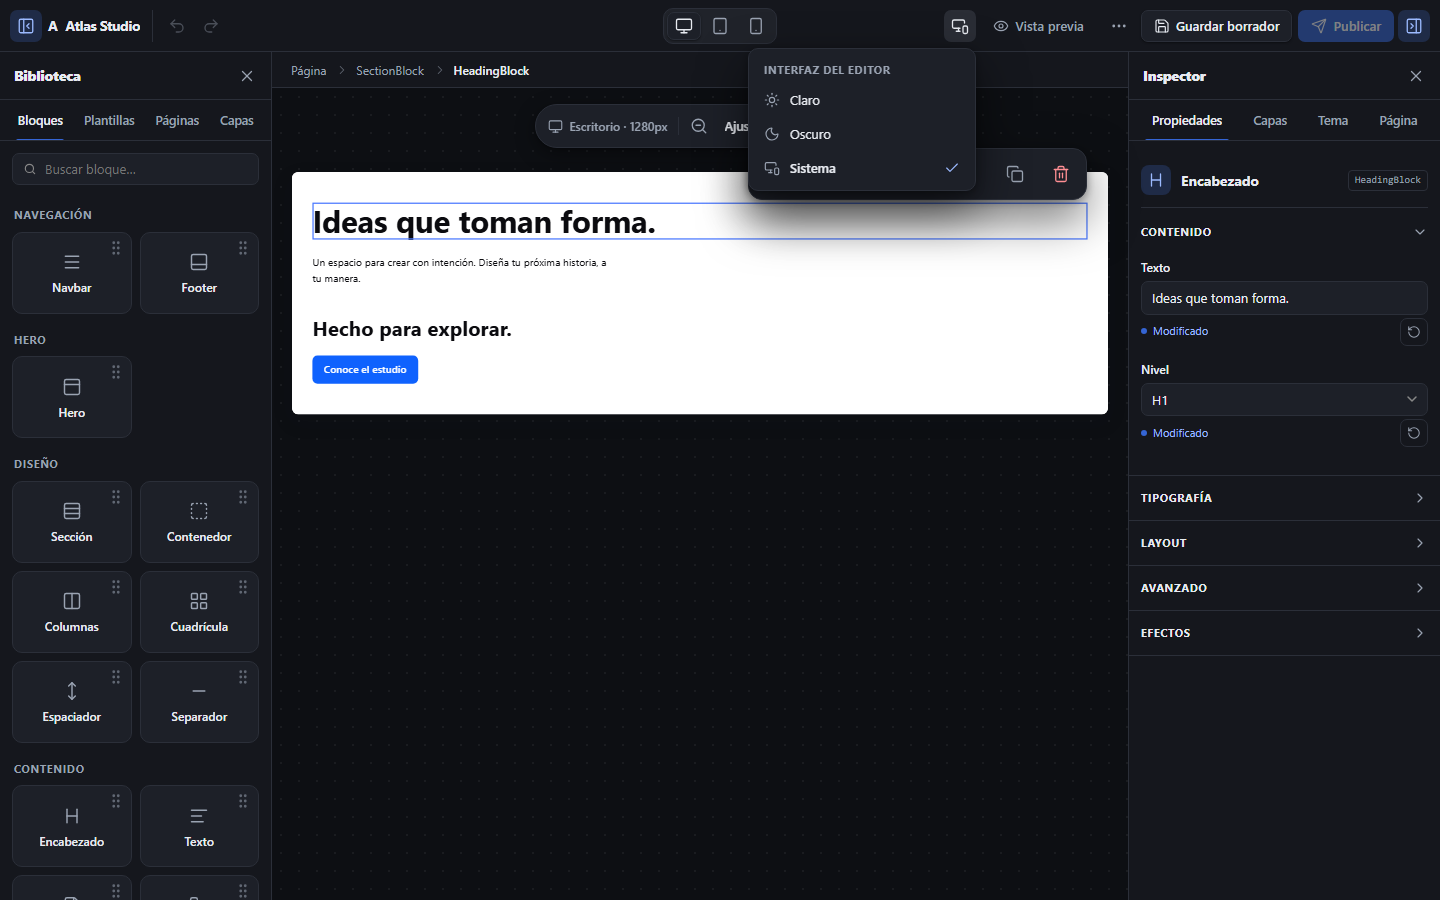 A Atlas Studio
Vista previa
Guardar borrador
Publicar
Biblioteca
Bloques
Plantillas
Páginas
Capas
Buscar bloque...
NAVEGACIÓN
Navbar
Footer
HERO
Hero
DISEÑO
Sección
Contenedor
Columnas
Cuadrícula
Espaciador
Separador
CONTENIDO
Encabezado
Texto
Página
SectionBlock
HeadingBlock
INTERFAZ DEL EDITOR
Claro
Oscuro
Sistema
Escritorio · 1280px
Ideas que toman forma.
Un espacio para crear con intención. Diseña tu próxima historia, a
tu manera.
Hecho para explorar.
Conoce el estudio
Inspector
Propiedades
Capas
Tema
Página
H Encabezado
HeadingBlock
CONTENIDO
Texto
Ideas que toman forma.
Modificado
Nivel
H1
Modificado
TIPOGRAFÍA
LAYOUT
AVANZADO
EFECTOS